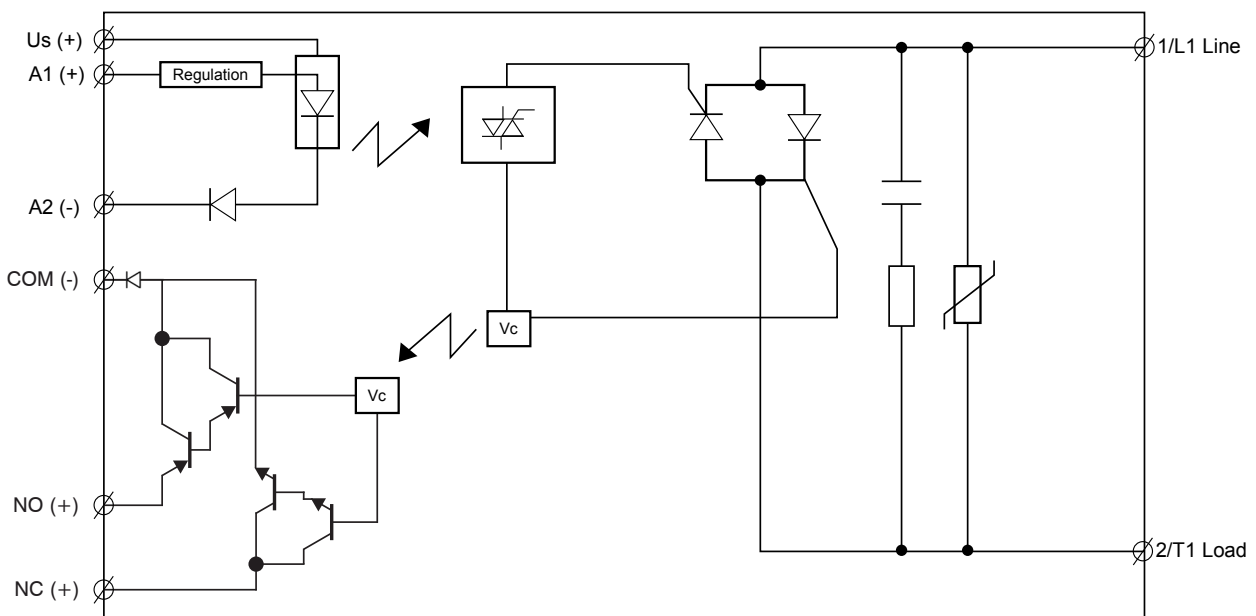 Us (+)
A1 (+)
Regulation
A2 (-)
COM (-)
NO (+)
NC (+)
Vc
Vc
1/L1 Line
2/T1 Load